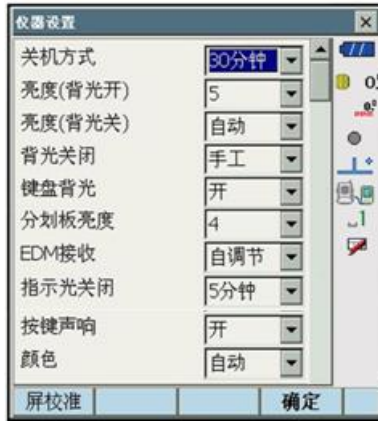 仪器设置
关机方式 30分钟
亮度(背光开) 5
亮度(背光关) 自动
背光关闭 手工
键盘背光 开
分划板亮度 4
EDM接收 自调节
指示光关闭 5分钟
按键声响 开
颜色 自动
屏校准 确定